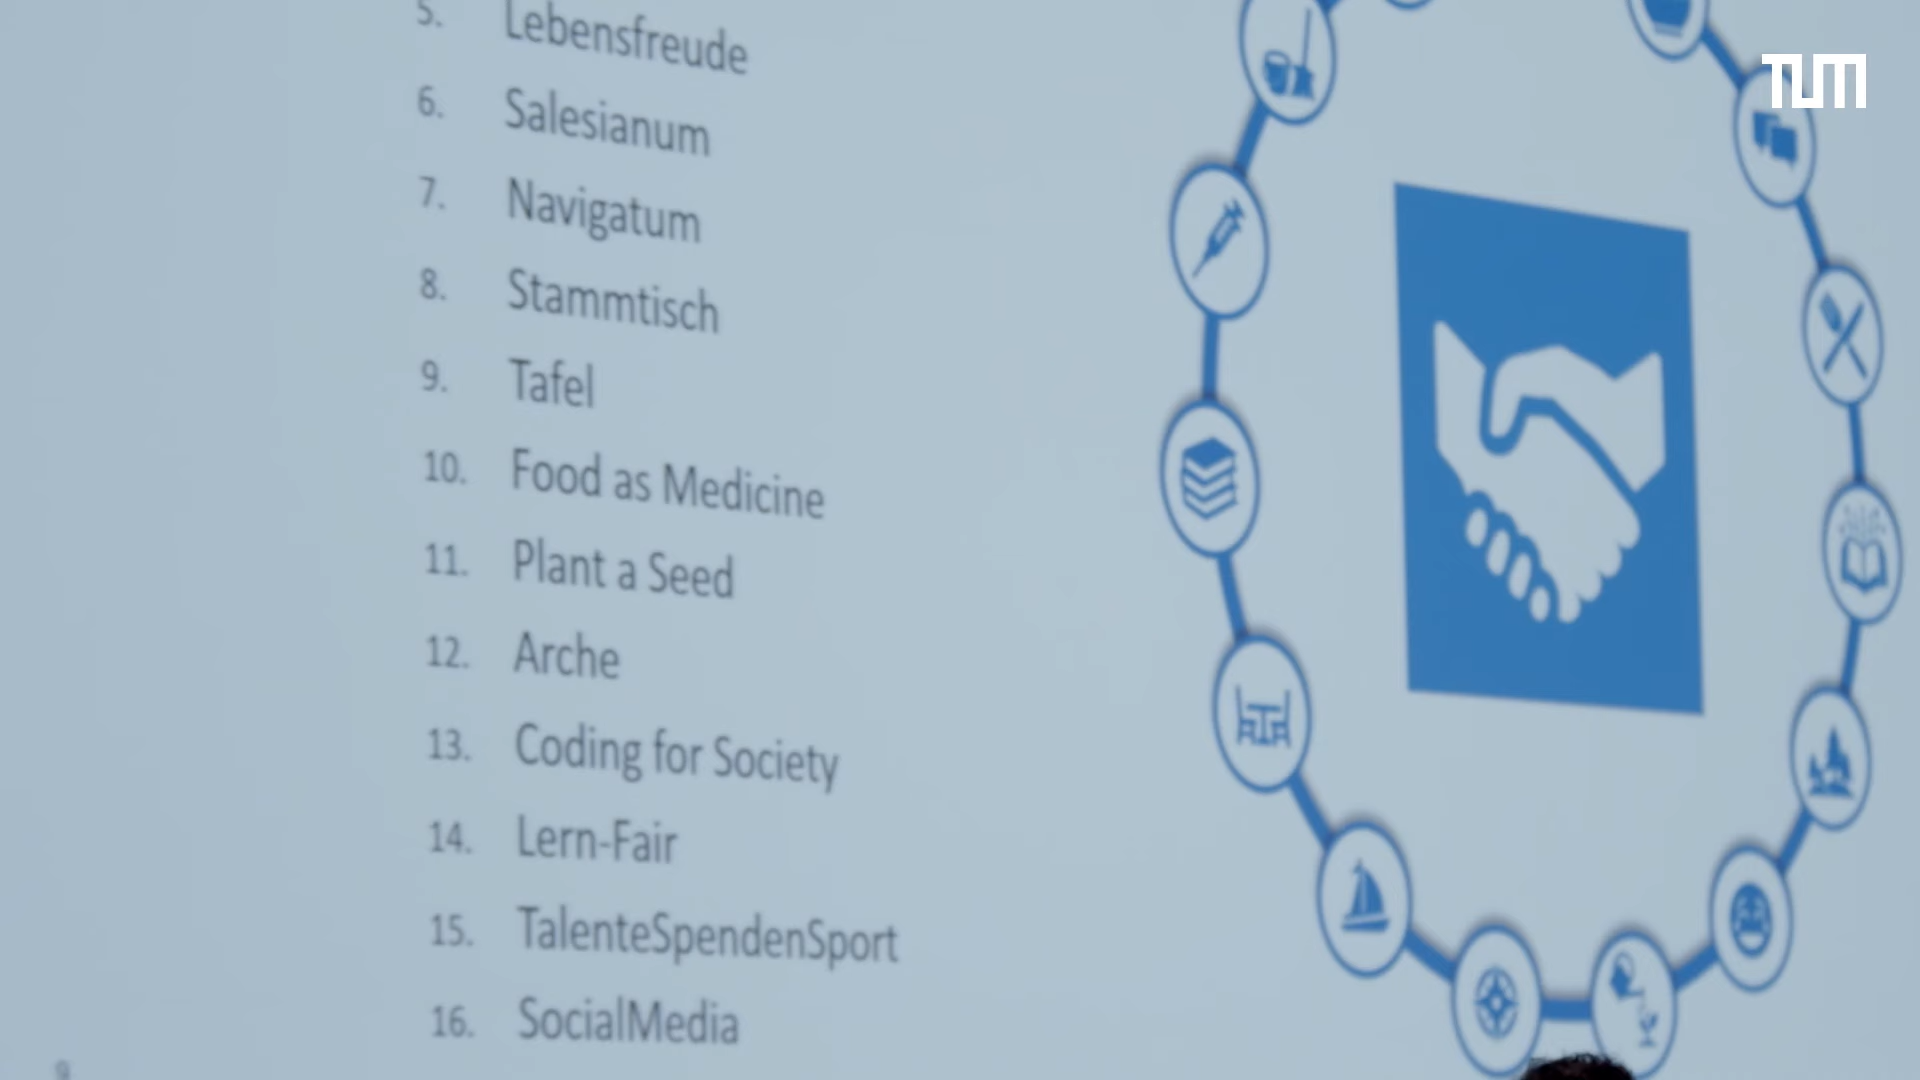 TUM
5. Lebensfreude
6. Salesianum
7. Navigatum
8. Stammtisch
9. Tafel
10. Food as Medicine
11. Plant a Seed
12. Arche
13. Coding for Society
14. Lern-Fair
15. TalenteSpendenSport
16. SocialMedia
9